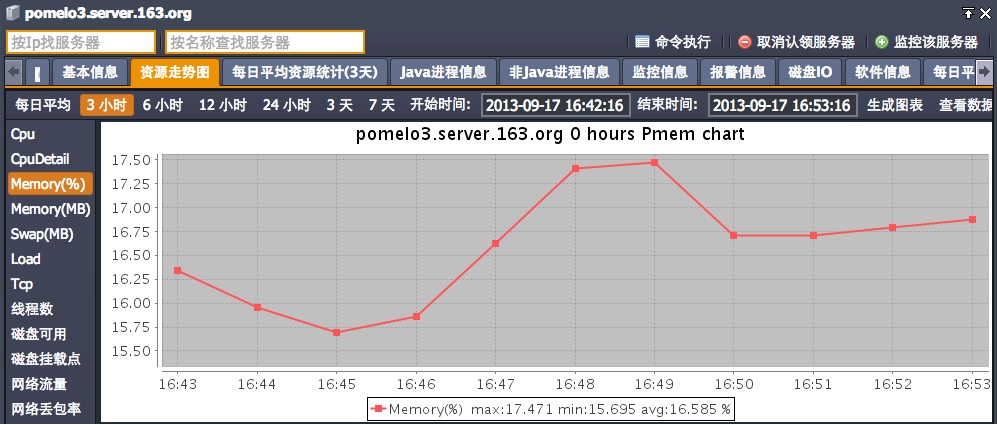 pomelo3.server.163.org
按Ip找服务器 按名称查找服务器 命令执行 取消认领服务器 监控该服务器
基本信息 资源走势图 每日平均资源统计(3天) Java进程信息 非Java进程信息 监控信息 报警信息 磁盘IO 软件信息 每日平
每日平均 3 小时 6 小时 12 小时 24 小时 3 天 7 天 开始时间: 2013-09-17 16:42:16 结束时间: 2013-09-17 16:53:16 生成图表 查看数据
Cpu
CpuDetail
Memory(%)
Memory(MB)
Swap(MB)
Load
Tcp
线程数
磁盘可用
磁盘挂载点
网络流量
网络丢包率
pomelo3.server.163.org 0 hours Pmem chart
17.50
17.25
17.00
16.75
16.50
16.25
16.00
15.75
15.50
16:43 16:44 16:45 16:46 16:47 16:48 16:49 16:50 16:51 16:52 16:53
Memory(%) max:17.471 min:15.695 avg:16.585 %